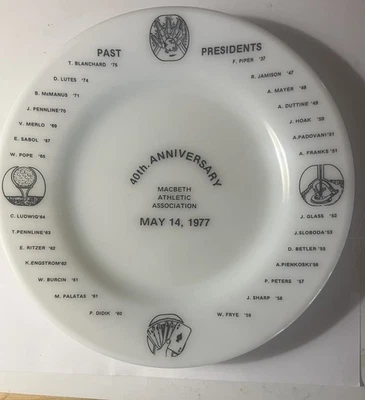 PAST PRESIDENTS
T. BLANCHARD '75
D. LUTES '74
B. McMANUS '71
J. PENNLINE '70
V. MERLO '69
E. SABOL '67
W. POPE '65
C. LUDWIG '64
T. PENNLINE '63
E. RITZER '62
K. ENGSTROM '62
W. BURCIN '61
M. PALATAS '61
P. DIDIK '60
F. PIPER '37
R. JAMISON '47
A. MAYER '48
A. DUTTINE '49
J. HOAK '50
A. PADOVANI '51
A. FRANKS '51
J. GLASS '52
J. SLOBODA '53
D. BETLER '55
A. PIENKOSKI '56
P. PETERS '57
J. SHARP '58
W. FRYE '59
40th. ANNIVERSARY
MACBETH
ATHLETIC
ASSOCIATION
MAY 14, 1977